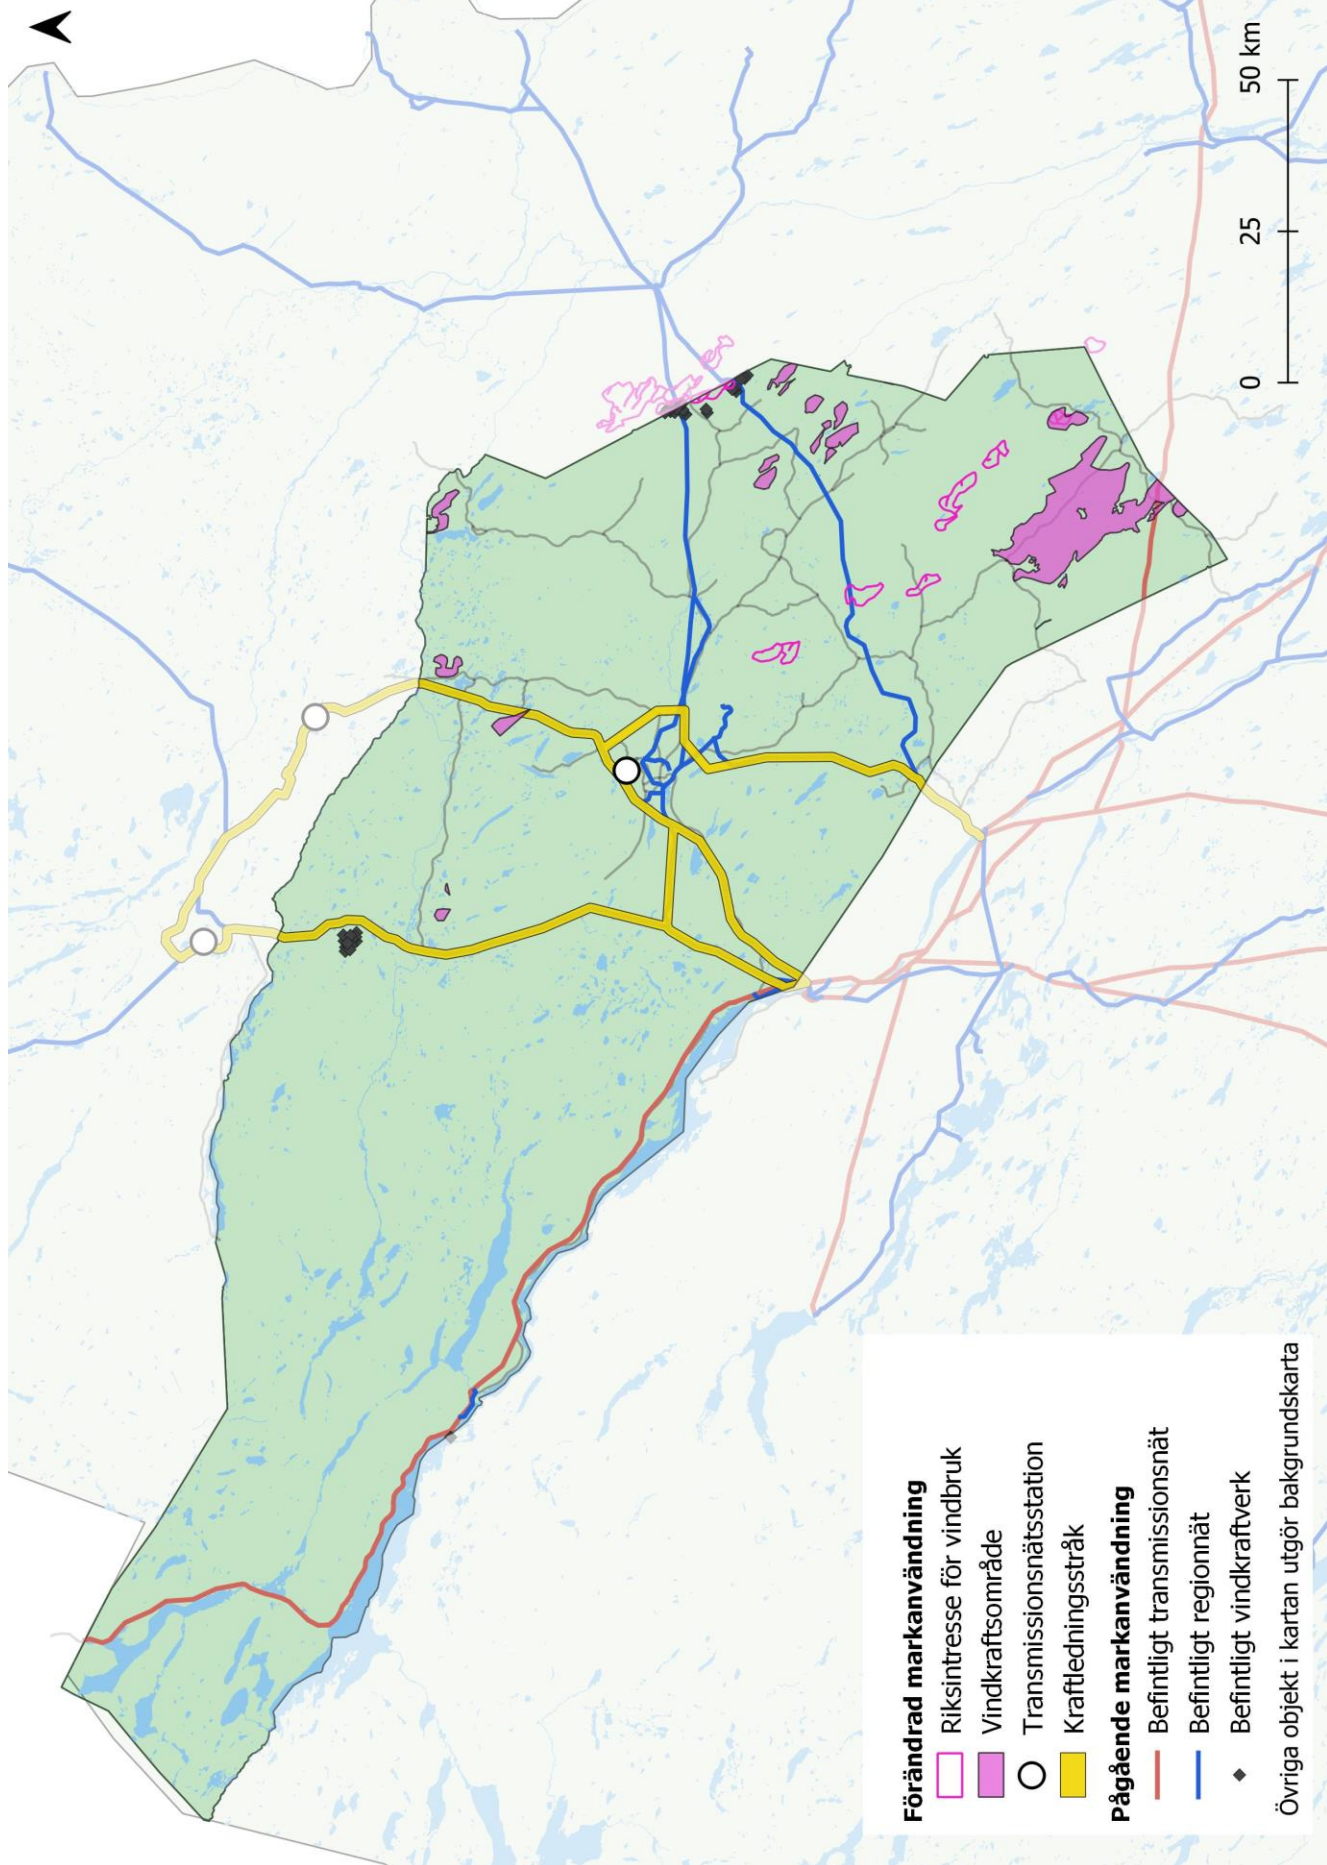 Förändrad markanvändning
Riksintresse för vindbruk
Vindkraftsområde
Transmissionsnätsstation
Kraftledningsstråk
Pågående markanvändning
Befintligt transmissionsnät
Befintligt regionnät
Befintligt vindkraftverk
Övriga objekt i kartan utgör bakgrundskarta
0 25 50 km